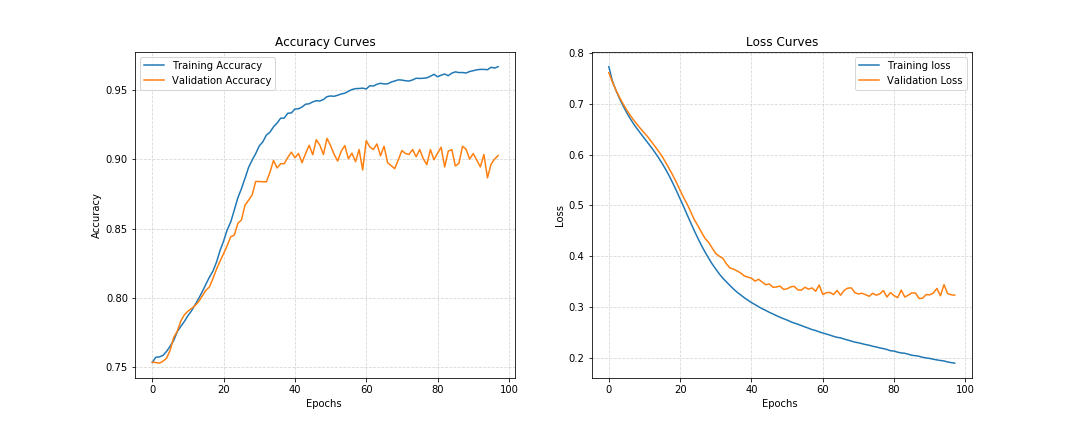 Accuracy Curves
Training Accuracy
Validation Accuracy
0.95
0.90
0.85
0.80
0.75
Accuracy
0 20 40 60 80 100
Epochs
Loss Curves
Training loss
Validation Loss
0.8
0.7
0.6
0.5
0.4
0.3
0.2
Loss
0 20 40 60 80 100
Epochs